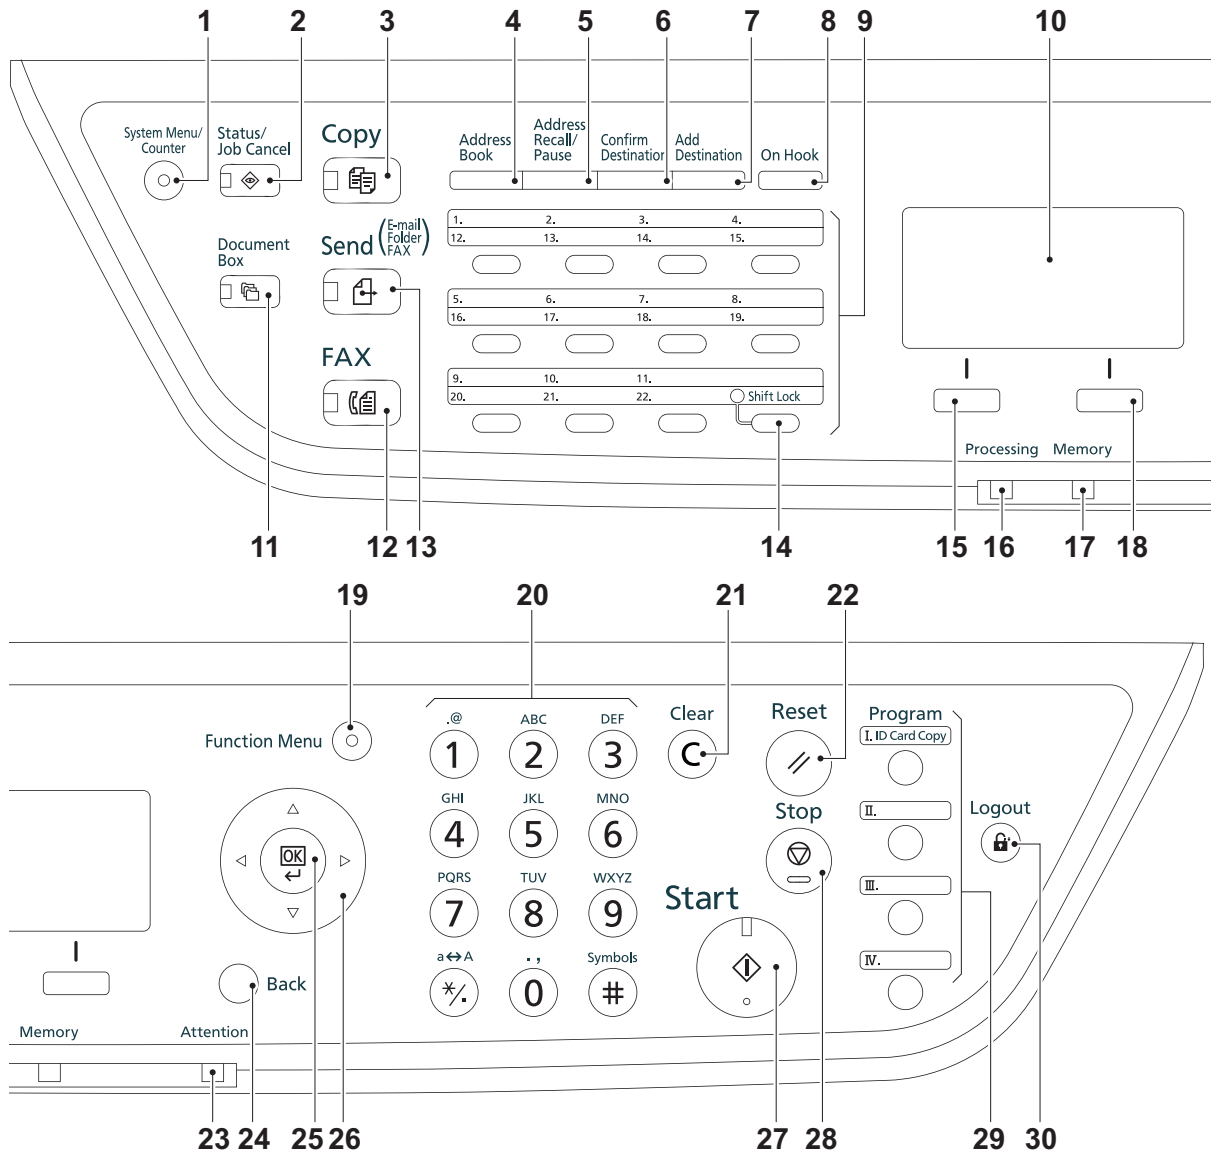 1 2 3 4 5 6 7 8 9 10
System Menu/
Counter
Status/
Job Cancel
Copy
Address
Book
Address
Recall/
Pause
Confirm
Destination
Add
Destination
On Hook
1. 2. 3. 4.
12. 13. 14. 15.
Document
Box
Send (E-mail
Folder
FAX)
5. 6. 7. 8.
16. 17. 18. 19.
FAX
9. 10. 11.
20. 21. 22. Shift Lock
Processing Memory
11 12 13 14 15 16 17 18
19 20 21 22
Function Menu
.@ ABC DEF
1 2 3
Clear
C
Reset
Program
I. ID Card Copy
GHI JKL MNO
4 5 6
Stop
II.
Logout
OK
PQRS TUV WXYZ
7 8 9
Start
III.
a↔A ., Symbols
*/. 0 #
IV.
Back
Memory Attention
23 24 25 26 27 28 29 30